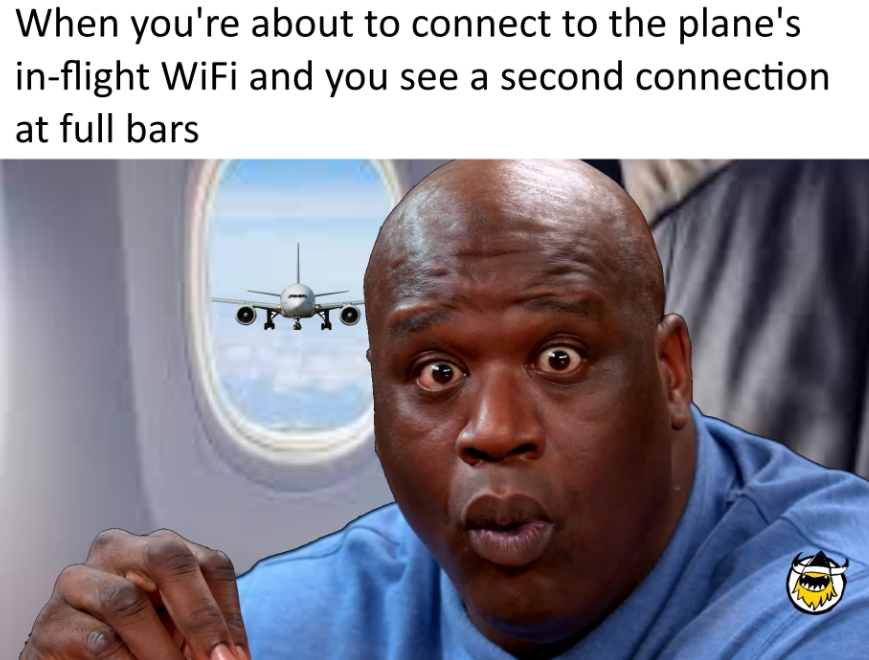 When you're about to connect to the plane's
in-flight WiFi and you see a second connection
at full bars